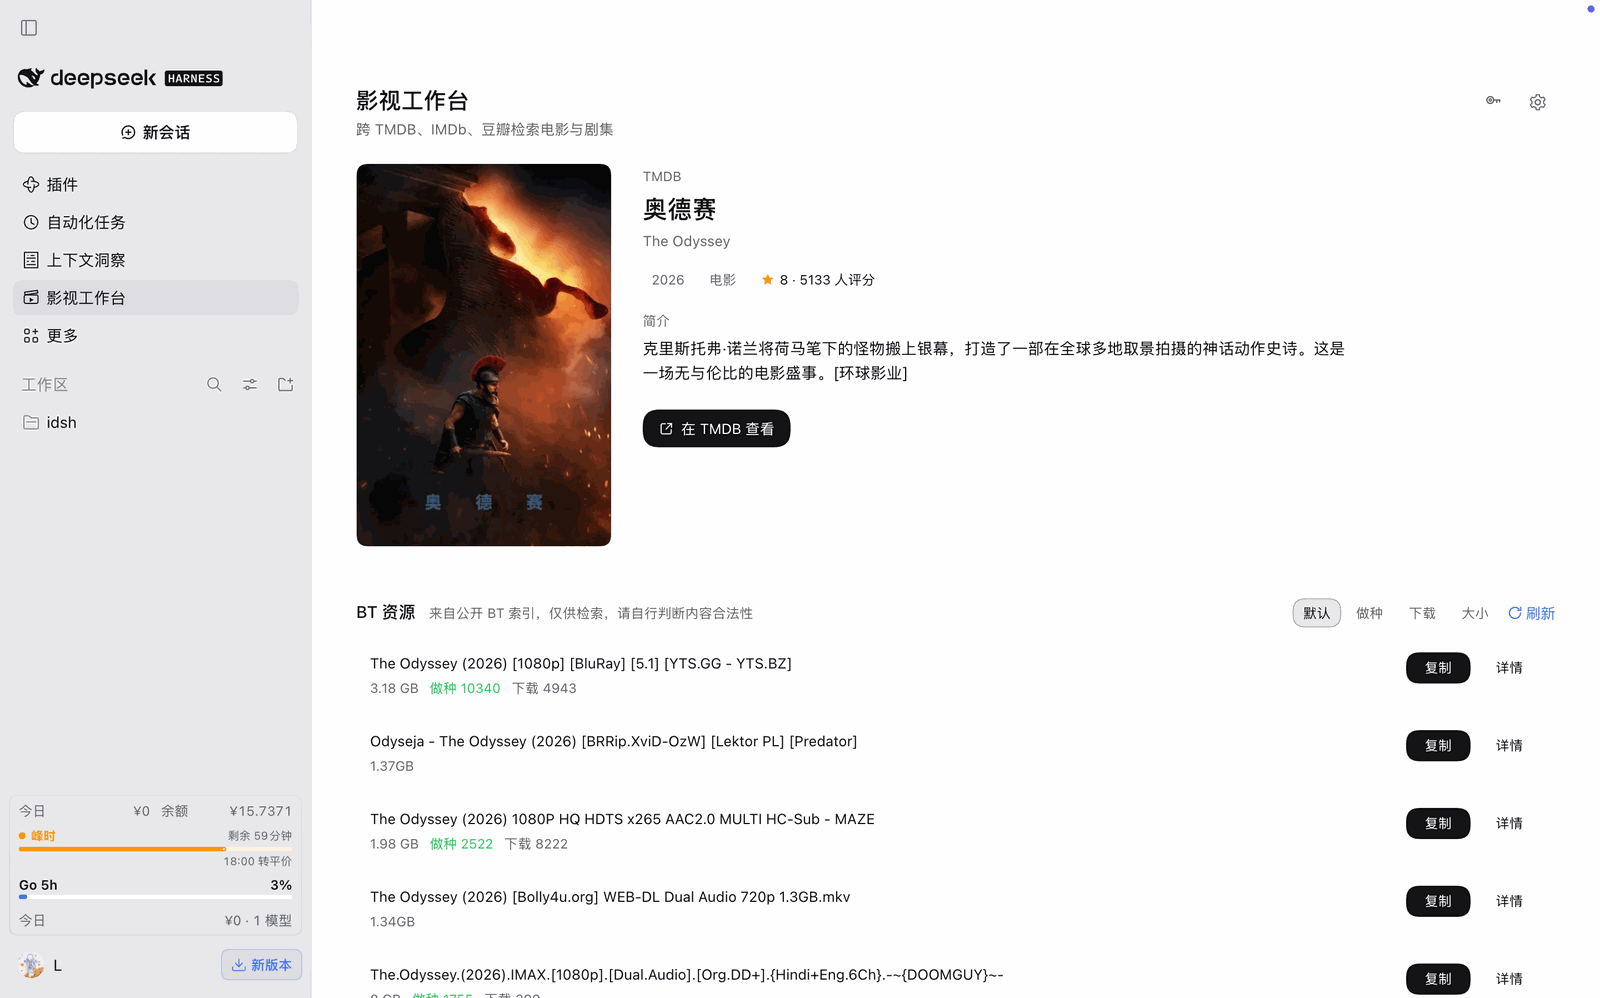 deepseek HARNESS
新会话
插件
自动化任务
上下文洞察
影视工作台
更多
工作区
idsh
今日 ¥0 余额 ¥15.7371
峰时 剩余 59分钟
18:00 转平价
Go 5h 3%
今日 ¥0 · 1 模型
L 新版本
影视工作台
跨 TMDB、IMDb、豆瓣检索电影与剧集
奥 德 赛
TMDB
奥德赛
The Odyssey
2026 电影 8 · 5133 人评分
简介
克里斯托弗·诺兰将荷马笔下的怪物搬上银幕，打造了一部在全球多地取景拍摄的神话动作史诗。这是
一场无与伦比的电影盛事。[环球影业]
在 TMDB 查看
BT 资源 来自公开 BT 索引，仅供检索，请自行判断内容合法性 默认 做种 下载 大小 刷新
The Odyssey (2026) [1080p] [BluRay] [5.1] [YTS.GG - YTS.BZ] 复制 详情
3.18 GB 做种 10340 下载 4943
Odyseja - The Odyssey (2026) [BRRip.XviD-OzW] [Lektor PL] [Predator] 复制 详情
1.37GB
The Odyssey (2026) 1080P HQ HDTS x265 AAC2.0 MULTI HC-Sub - MAZE 复制 详情
1.98 GB 做种 2522 下载 8222
The Odyssey (2026) [Bolly4u.org] WEB-DL Dual Audio 720p 1.3GB.mkv 复制 详情
1.34GB
The.Odyssey.(2026).IMAX.[1080p].[Dual.Audio].[Org.DD+].{Hindi+Eng.6Ch}.-~{DOOMGUY}~- 复制 详情
做种 1755 下载